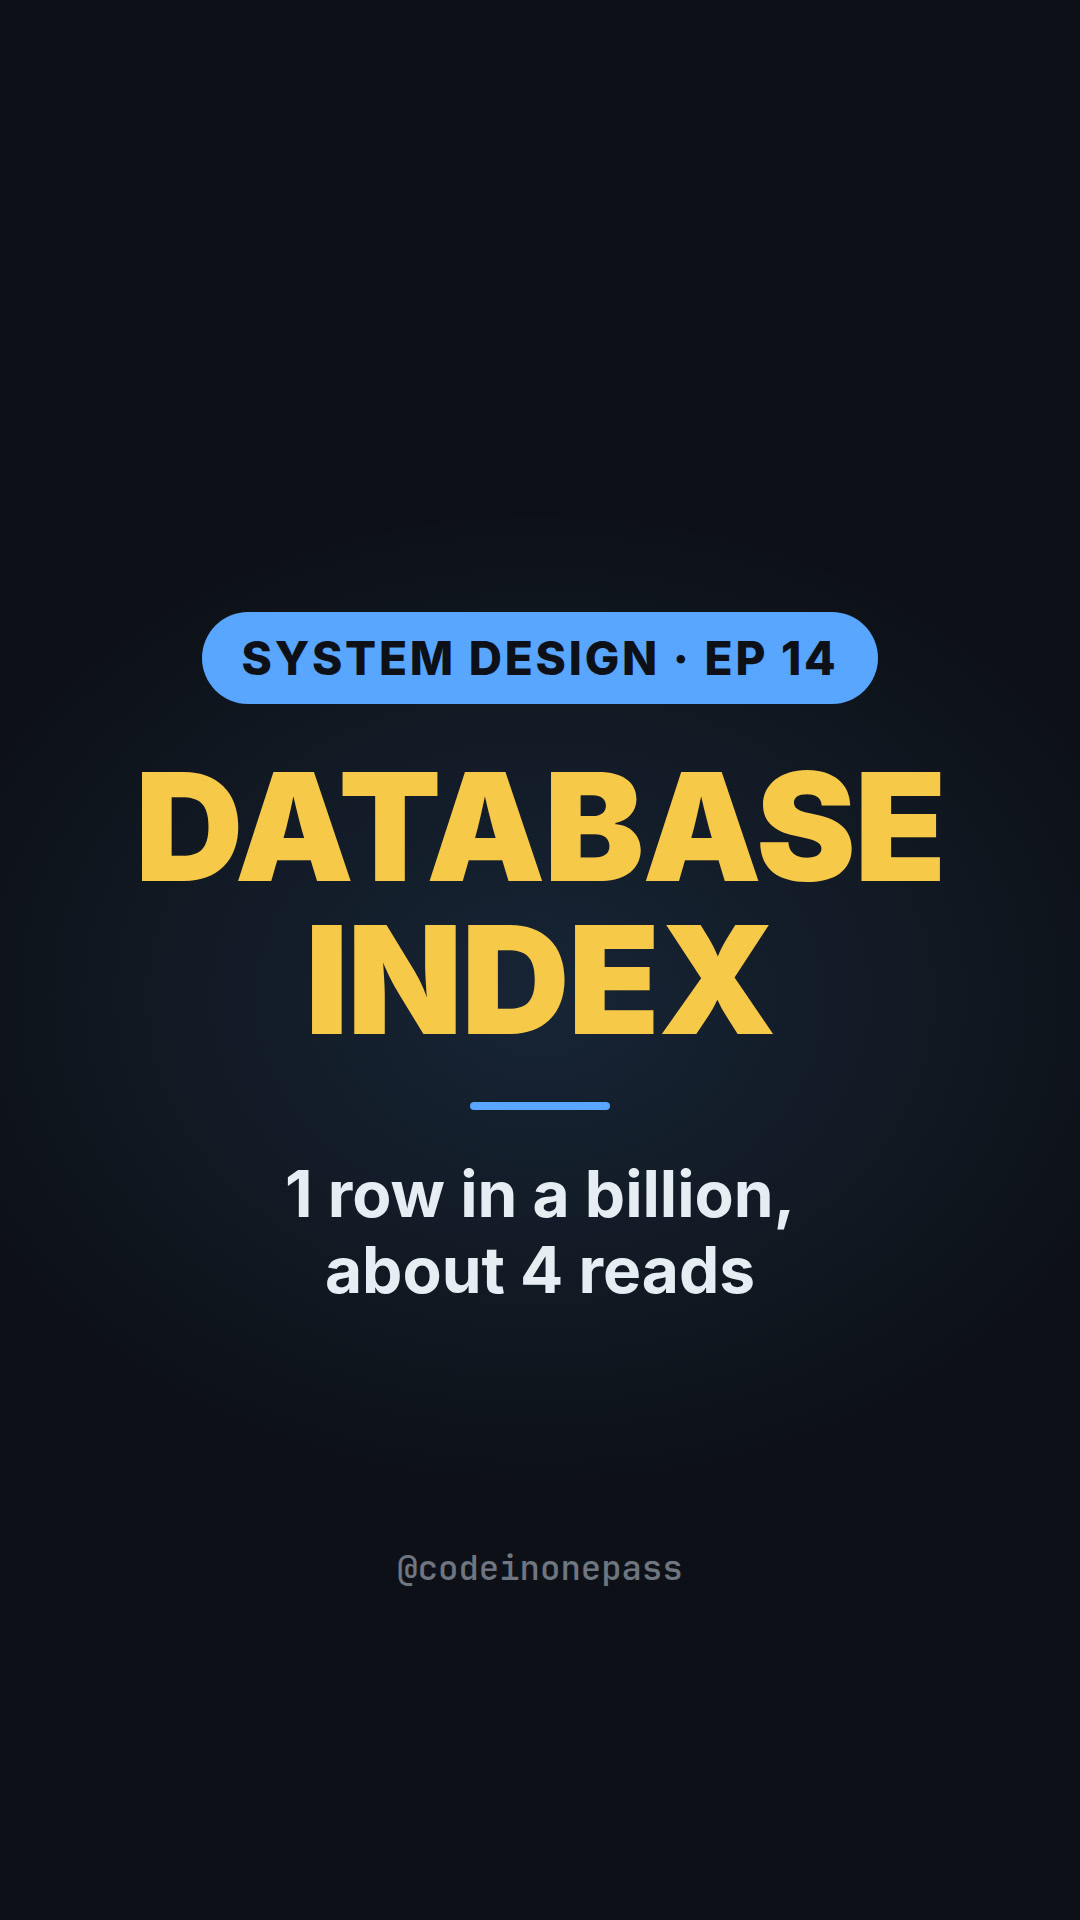 SYSTEM DESIGN · EP 14
DATABASE
INDEX
1 row in a billion,
about 4 reads
@codeinonepass